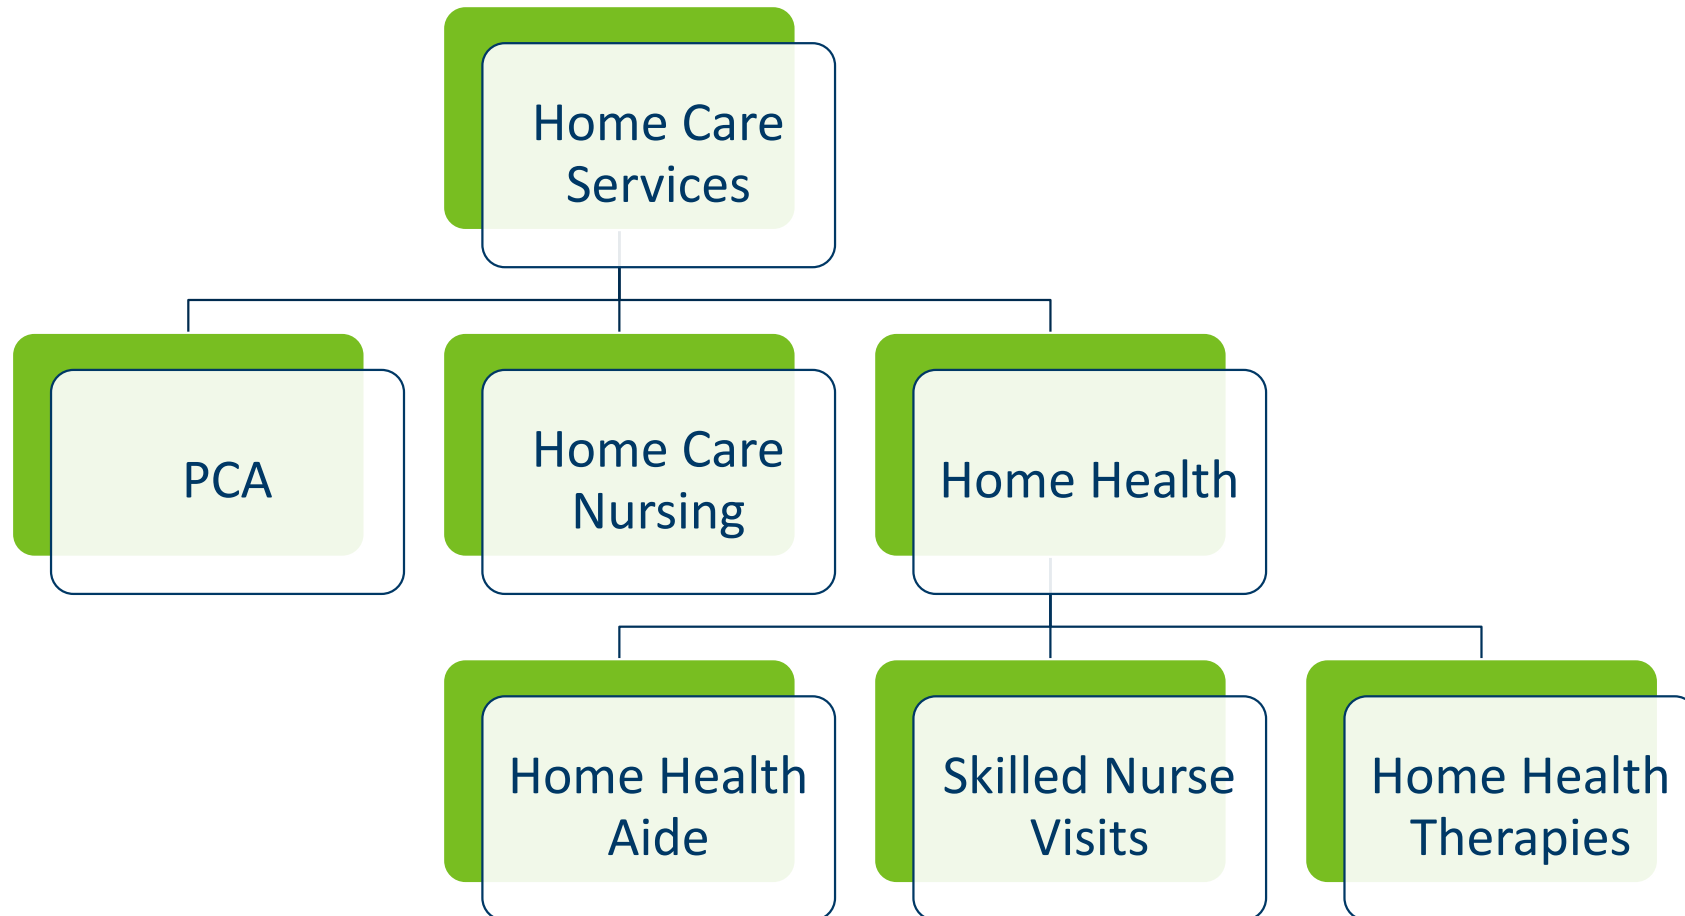 Home Care
Services
PCA
Home Care
Nursing
Home Health
Home Health
Aide
Skilled Nurse
Visits
Home Health
Therapies